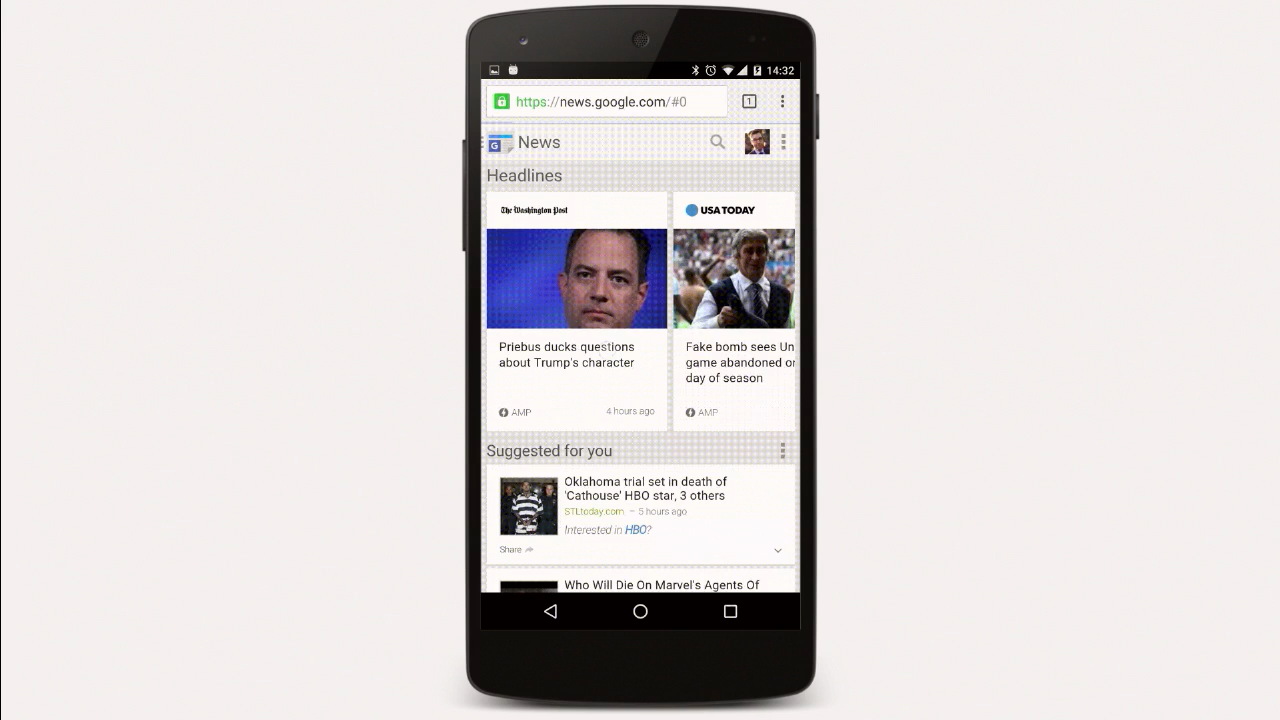 14:32
https://news.google.com/#0
1
G
News
Headlines
The Washington Post
USA TODAY
Priebus ducks questions
about Trump's character
Fake bomb sees Un
game abandoned or
day of season
AMP
4 hours ago
AMP
Suggested for you
Oklahoma trial set in death of
'Cathouse' HBO star, 3 others
STLtoday.com – 5 hours ago
Interested in HBO?
Share
Who Will Die On Marvel's Agents Of